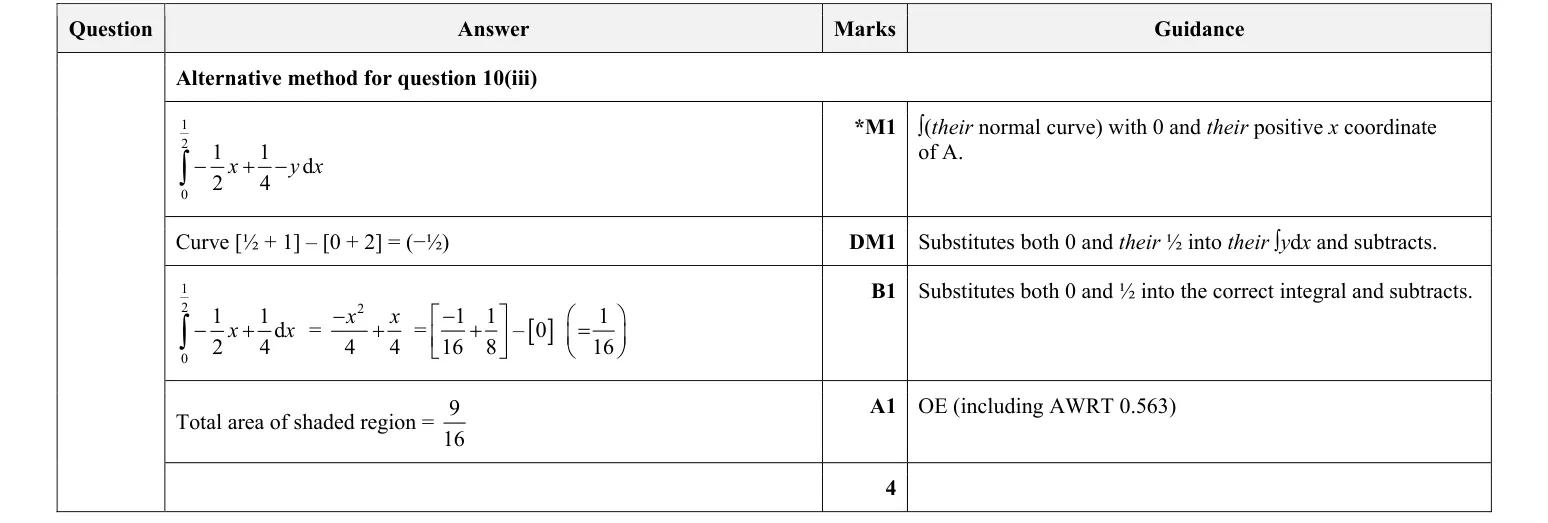 Question Answer Marks Guidance
Alternative method for question 10(iii)
∫₀^{1/2} −1/2 x + 1/4 − y dx *M1 ∫(their normal curve) with 0 and their positive x coordinate
of A.
Curve [½ + 1] – [0 + 2] = (−½) DM1 Substitutes both 0 and their ½ into their ∫ydx and subtracts.
∫₀^{1/2} −1/2 x + 1/4 dx = −x²/4 + x/4 = [−1/16 + 1/8] – [0] (= 1/16) B1 Substitutes both 0 and ½ into the correct integral and subtracts.
Total area of shaded region = 9/16 A1 OE (including AWRT 0.563)
4